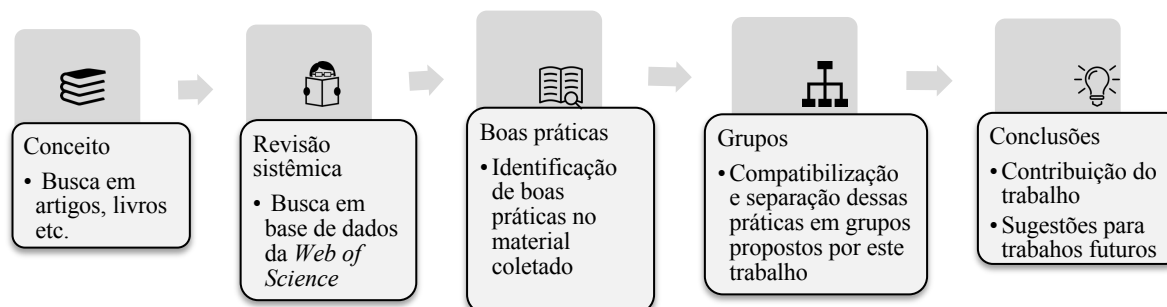 Conceito
• Busca em
artigos, livros
etc.
Revisão
sistêmica
• Busca em
base de dados
da Web of
Science
Boas práticas
• Identificação
de boas
práticas no
material
coletado
Grupos
• Compatibilização
e separação dessas
práticas em grupos
propostos por este
trabalho
Conclusões
• Contribuição do
trabalho
• Sugestões para
trabahos futuros